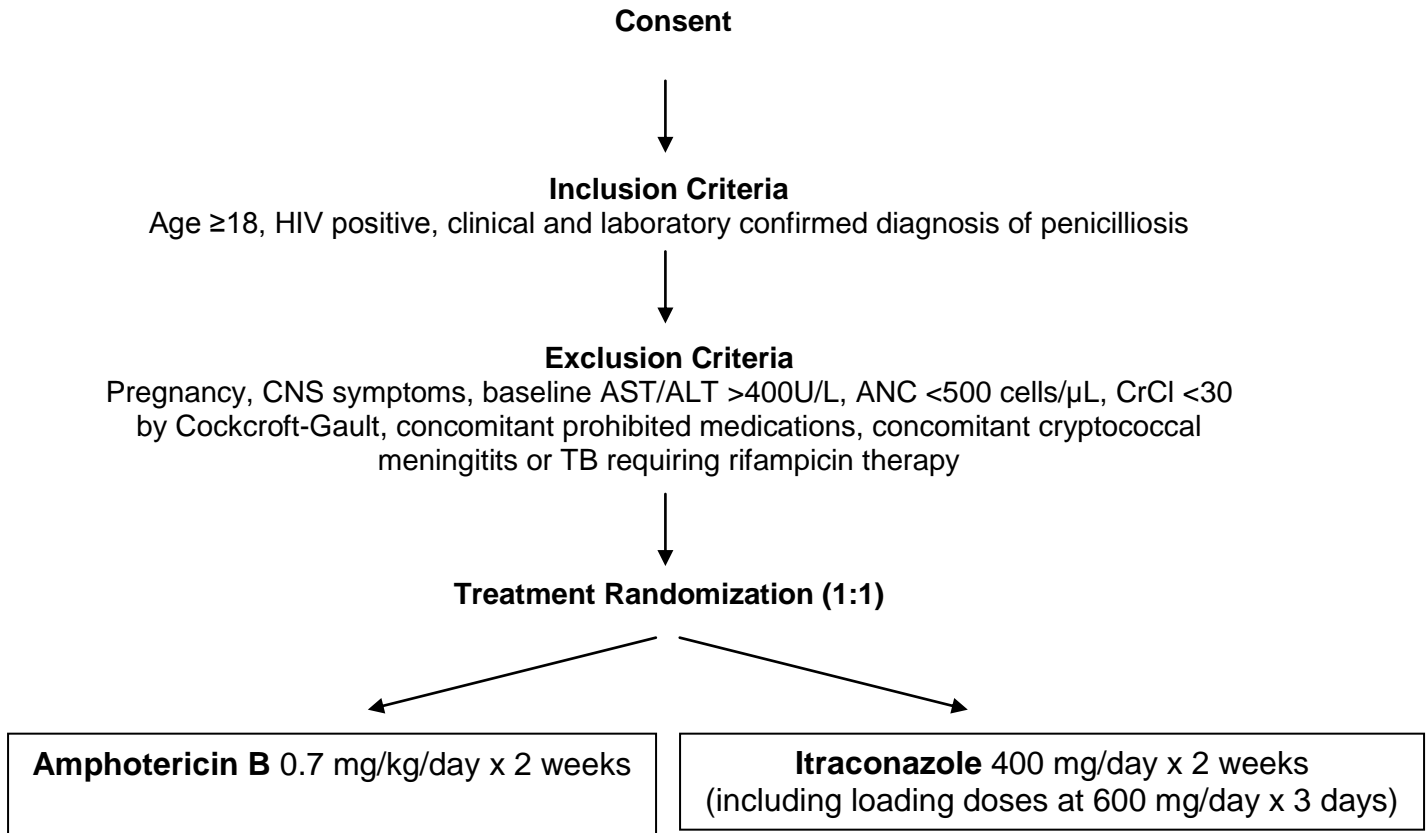 Consent
Inclusion Criteria
Age ≥18, HIV positive, clinical and laboratory confirmed diagnosis of penicilliosis
Exclusion Criteria
Pregnancy, CNS symptoms, baseline AST/ALT >400U/L, ANC <500 cells/µL, CrCl <30
by Cockcroft-Gault, concomitant prohibited medications, concomitant cryptococcal
meningitits or TB requiring rifampicin therapy
Treatment Randomization (1:1)
Amphotericin B 0.7 mg/kg/day x 2 weeks
Itraconazole 400 mg/day x 2 weeks
(including loading doses at 600 mg/day x 3 days)